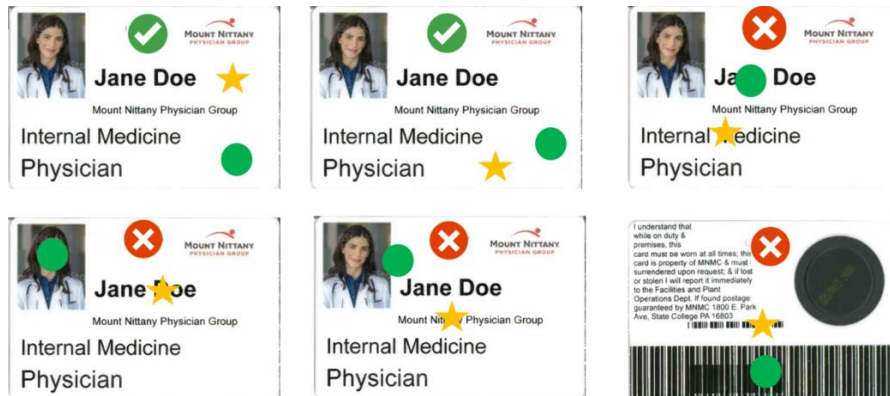 MOUNT NITTANY
PHYSICIAN GROUP
Jane Doe
Mount Nittany Physician Group
Internal Medicine
Physician
MOUNT NITTANY
PHYSICIAN GROUP
Jane Doe
Mount Nittany Physician Group
Internal Medicine
Physician
MOUNT NITTANY
PHYSICIAN GROUP
Ja Doe
Mount Nittany Physician Group
Internal edicine
Physician
MOUNT NITTANY
PHYSICIAN GROUP
Jane oe
Mount Nittany Physician Group
Internal Medicine
Physician
MOUNT NITTANY
PHYSICIAN GROUP
Jane Doe
Mount Nit Physician Group
Internal Medicine
Physician
I understand that
while on duty &
premises, this
card must be worn at all times; the
card is property of MNMC & must
surrendered upon request; & if lost
or stolen I will report it immediately
to the Facilities and Plant
Operations Dept. If found postage
guaranteed by MNMC 1800 E. Park
Ave, State College PA 16803